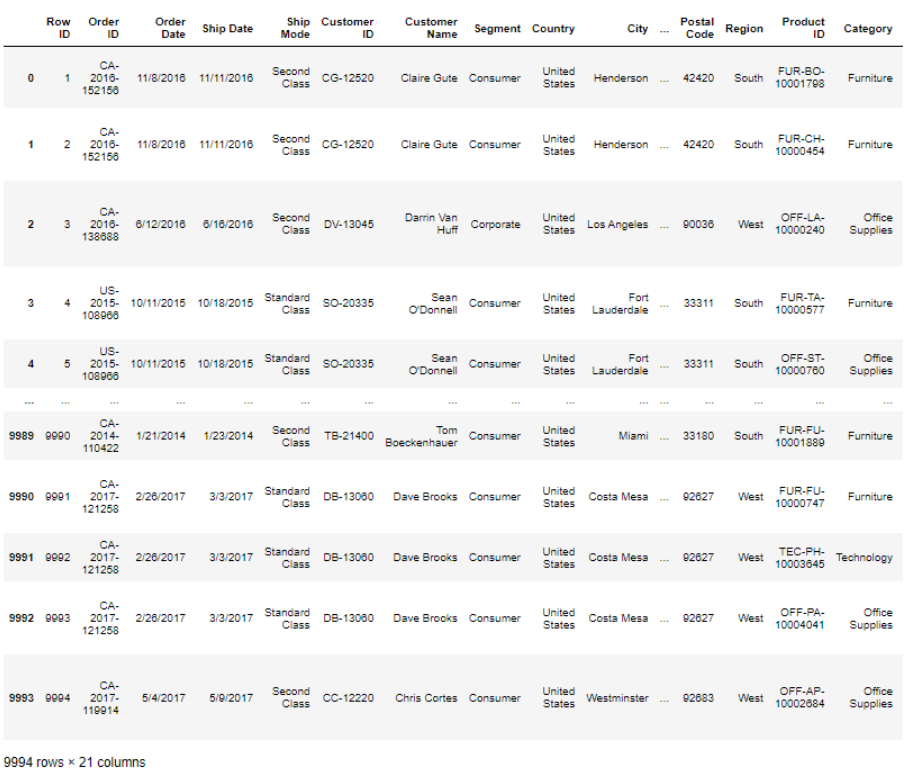 Row ID Order ID Order Date Ship Date Ship Mode Customer ID Customer Name Segment Country City ... Postal Code Region Product ID Category
0 1 CA-2016-152156 11/8/2016 11/11/2016 Second Class CG-12520 Claire Gute Consumer United States Henderson ... 42420 South FUR-BO-10001798 Furniture
1 2 CA-2016-152156 11/8/2016 11/11/2016 Second Class CG-12520 Claire Gute Consumer United States Henderson ... 42420 South FUR-CH-10000454 Furniture
2 3 CA-2016-138688 6/12/2016 6/16/2016 Second Class DV-13045 Darrin Van Huff Corporate United States Los Angeles ... 90036 West OFF-LA-10000240 Office Supplies
3 4 US-2015-108966 10/11/2015 10/18/2015 Standard Class SO-20335 Sean O'Donnell Consumer United States Fort Lauderdale ... 33311 South FUR-TA-10000577 Furniture
4 5 US-2015-108966 10/11/2015 10/18/2015 Standard Class SO-20335 Sean O'Donnell Consumer United States Fort Lauderdale ... 33311 South OFF-ST-10000760 Office Supplies
... ... ... ... ... ... ... ... ... ... ... ... ... ... ... ...
9989 9990 CA-2014-110422 1/21/2014 1/23/2014 Second Class TB-21400 Tom Boeckenhauer Consumer United States Miami ... 33180 South FUR-FU-10001889 Furniture
9990 9991 CA-2017-121258 2/26/2017 3/3/2017 Standard Class DB-13060 Dave Brooks Consumer United States Costa Mesa ... 92627 West FUR-FU-10000747 Furniture
9991 9992 CA-2017-121258 2/26/2017 3/3/2017 Standard Class DB-13060 Dave Brooks Consumer United States Costa Mesa ... 92627 West TEC-PH-10003645 Technology
9992 9993 CA-2017-121258 2/26/2017 3/3/2017 Standard Class DB-13060 Dave Brooks Consumer United States Costa Mesa ... 92627 West OFF-PA-10004041 Office Supplies
9993 9994 CA-2017-119914 5/4/2017 5/9/2017 Second Class CC-12220 Chris Cortes Consumer United States Westminster ... 92683 West OFF-AP-10002684 Office Supplies
9994 rows × 21 columns